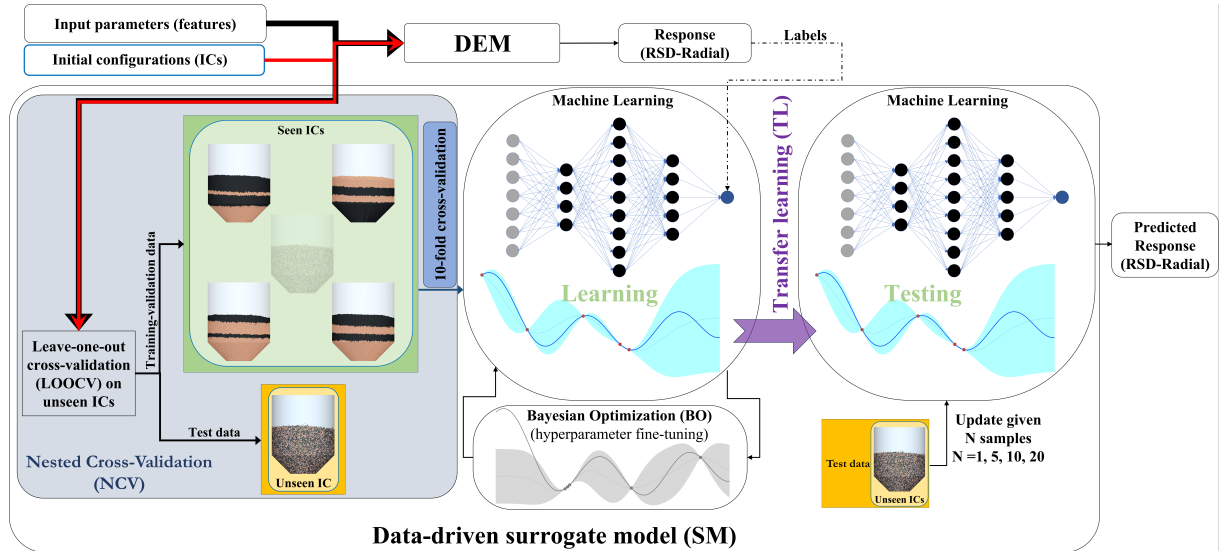 Input parameters (features)
Initial configurations (ICs)
DEM
Response
(RSD-Radial)
Labels
Seen ICs
10-fold cross-validation
Training-validation data
Leave-one-out
cross-validation
(LOOCV) on
unseen ICs
Test data
Unseen IC
Nested Cross-Validation
(NCV)
Machine Learning
Learning
Bayesian Optimization (BO)
(hyperparameter fine-tuning)
Transfer learning (TL)
Machine Learning
Testing
Test data
Unseen ICs
Update given
N samples
N =1, 5, 10, 20
Predicted
Response
(RSD-Radial)
Data-driven surrogate model (SM)